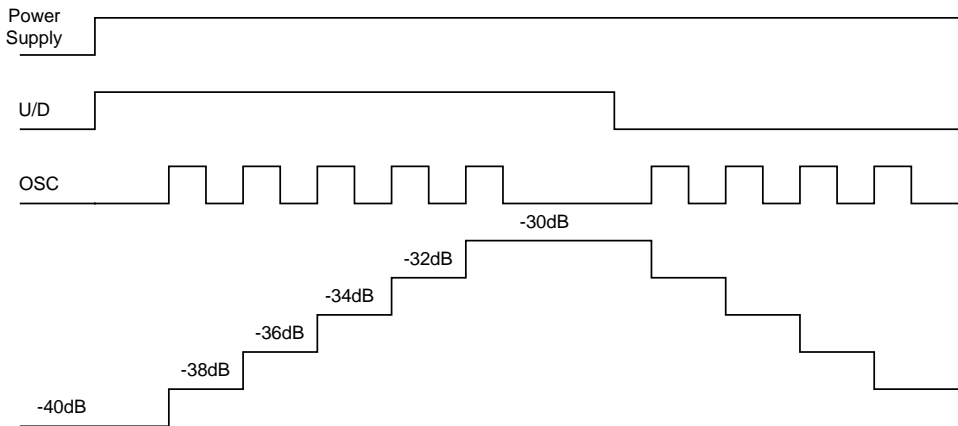 Power
Supply
U/D
OSC
-30dB
-32dB
-34dB
-36dB
-38dB
-40dB